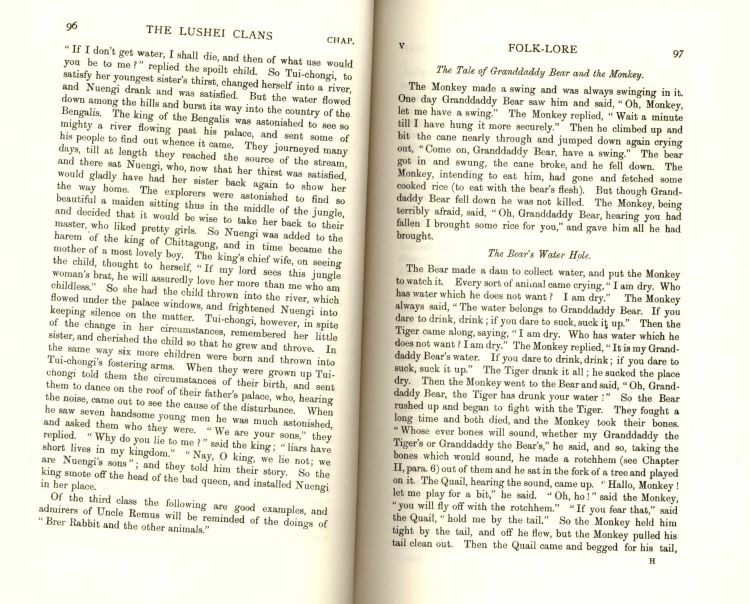 96
THE LUSHEI CLANS
CHAP.
“ If I don't get water, I shall die, and then of what use would
you be to me ? ” replied the spoilt child. So Tui-chongi, to
satisfy her youngest sister's thirst, changed herself into a river,
and Nuengi drank and was satisfied. But the water flowed
down among the hills and burst its way into the country of the
Bengalis. The king of the Bengalis was astonished to see so
mighty a river flowing past his palace, and sent some of
his people to find out whence it came. They journeyed many
days, till at length they reached the source of the stream,
and there sat Nuengi, who, now that her thirst was satisfied,
would gladly have had her sister back again to show her
the way home. The explorers were astonished to find so
beautiful a maiden sitting thus in the middle of the jungle,
and decided that it would be wise to take her back to their
master, who liked pretty girls. So Nuengi was added to the
harem of the king of Chittagong, and in time became the
mother of a most lovely boy. The king's chief wife, on seeing
the child, thought to herself, “ If my lord sees this jungle
woman's brat, he will assuredly love her more than me who am
childless.” So she had the child thrown into the river, which
flowed under the palace windows, and frightened Nuengi into
keeping silence on the matter. Tui-chongi, however, in spite
of the change in her circumstances, remembered her little
sister, and cherished the child so that he grew and throve. In
the same way six more children were born and thrown into
Tui-chongi's fostering arms. When they were grown up Tui-
chongi told them the circumstances of their birth, and sent
them to dance on the roof of their father's palace, who, hearing
the noise, came out to see the cause of the disturbance. When
he saw seven handsome young men he was much astonished,
and asked them who they were. “ We are your sons,” they
replied. “ Why do you lie to me ? ” said the king ; “ liars have
short lives in my kingdom.” “ Nay, O king, we lie not ; we
are Nuengi's sons ” ; and they told him their story. So the
king smote off the head of the bad queen, and installed Nuengi
in her place.
Of the third class the following are good examples, and
admirers of Uncle Remus will be reminded of the doings of
“ Brer Rabbit and the other animals.”
V
FOLK-LORE
97
The Tale of Granddaddy Bear and the Monkey.
The Monkey made a swing and was always swinging in it.
One day Granddaddy Bear saw him and said, “ Oh, Monkey,
let me have a swing.” The Monkey replied, “ Wait a minute
till I have hung it more securely.” Then he climbed up and
bit the cane nearly through and jumped down again crying
out, “ Come on, Granddaddy Bear, have a swing.” The bear
got in and swung, the cane broke, and he fell down. The
Monkey, intending to eat him, had gone and fetched some
cooked rice (to eat with the bear's flesh). But though Grand-
daddy Bear fell down he was not killed. The Monkey, being
terribly afraid, said, “ Oh, Granddaddy Bear, hearing you had
fallen I brought some rice for you,” and gave him all he had
brought.
The Bear's Water Hole.
The Bear made a dam to collect water, and put the Monkey
to watch it. Every sort of animal came crying, “ I am dry. Who
has water which he does not want ? I am dry.” The Monkey
always said, “ The water belongs to Granddaddy Bear. If you
dare to drink, drink ; if you dare to suck, suck it up.” Then the
Tiger came along, saying, “ I am dry. Who has water which he
does not want ? I am dry.” The Monkey replied, “ It is my Grand-
daddy Bear's water. If you dare to drink, drink ; if you dare to
suck, suck it up.” The Tiger drank it all ; he sucked the place
dry. Then the Monkey went to the Bear and said, “ Oh, Grand-
daddy Bear, the Tiger has drunk your water !” So the Bear
rushed up and began to fight with the Tiger. They fought a
long time and both died, and the Monkey took their bones.
“ Whose ever bones will sound, whether my Granddaddy the
Tiger's or Granddaddy the Bear's,” he said, and so, taking the
bones which would sound, he made a rotchhem (see Chapter
II, para. 6) out of them and he sat in the fork of a tree and played
on it. The Quail, hearing the sound, came up. “ Hallo, Monkey !
let me play for a bit,” he said. “ Oh, ho ! ” said the Monkey,
“ you will fly off with the rotchhem.” “ If you fear that,” said
the Quail, “ hold me by the tail.” So the Monkey held him
tight by the tail, and off he flew, but the Monkey pulled his
tail clean out. Then the Quail came and begged for his tail,
H